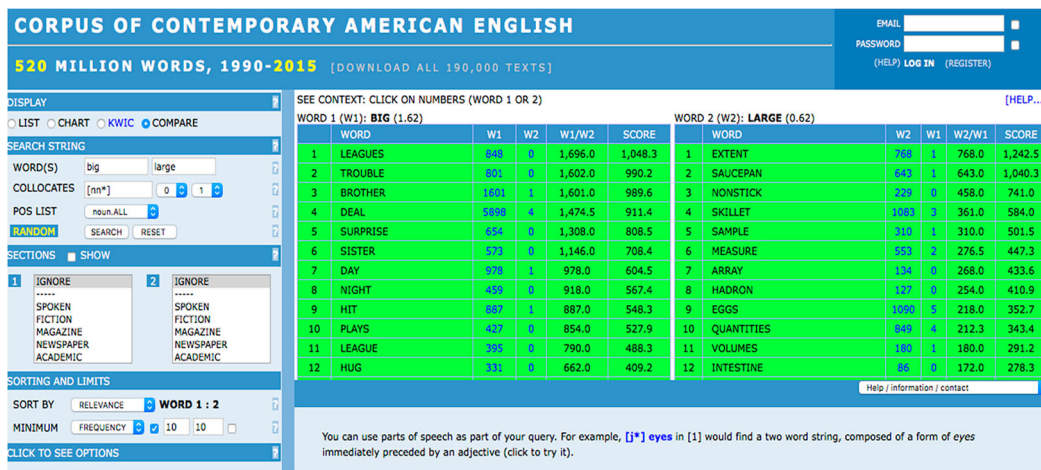 CORPUS OF CONTEMPORARY AMERICAN ENGLISH
520 MILLION WORDS, 1990-2015 [DOWNLOAD ALL 190,000 TEXTS]
EMAIL
PASSWORD
(HELP) LOG IN (REGISTER)
DISPLAY ?
LIST CHART KWIC COMPARE
SEARCH STRING ?
WORD(S) big large ?
COLLOCATES [nn*] 0 1 ?
POS LIST noun.ALL ?
RANDOM SEARCH RESET ?
SECTIONS SHOW ?
1 IGNORE
-----
SPOKEN
FICTION
MAGAZINE
NEWSPAPER
ACADEMIC
2 IGNORE
-----
SPOKEN
FICTION
MAGAZINE
NEWSPAPER
ACADEMIC
SORTING AND LIMITS
SORT BY RELEVANCE WORD 1 : 2 ?
MINIMUM FREQUENCY 10 10 ?
CLICK TO SEE OPTIONS ?
SEE CONTEXT: CLICK ON NUMBERS (WORD 1 OR 2) [HELP...
WORD 1 (W1): BIG (1.62)
WORD W1 W2 W1/W2 SCORE
1 LEAGUES 848 0 1,696.0 1,048.3
2 TROUBLE 801 0 1,602.0 990.2
3 BROTHER 1601 1 1,601.0 989.6
4 DEAL 5898 4 1,474.5 911.4
5 SURPRISE 654 0 1,308.0 808.5
6 SISTER 573 0 1,146.0 708.4
7 DAY 978 1 978.0 604.5
8 NIGHT 459 0 918.0 567.4
9 HIT 887 1 887.0 548.3
10 PLAYS 427 0 854.0 527.9
11 LEAGUE 395 0 790.0 488.3
12 HUG 331 0 662.0 409.2
WORD 2 (W2): LARGE (0.62)
WORD W2 W1 W2/W1 SCORE
1 EXTENT 768 1 768.0 1,242.5
2 SAUCEPAN 643 1 643.0 1,040.3
3 NONSTICK 229 0 458.0 741.0
4 SKILLET 1083 3 361.0 584.0
5 SAMPLE 310 1 310.0 501.5
6 MEASURE 553 2 276.5 447.3
7 ARRAY 134 0 268.0 433.6
8 HADRON 127 0 254.0 410.9
9 EGGS 1090 5 218.0 352.7
10 QUANTITIES 849 4 212.3 343.4
11 VOLUMES 180 1 180.0 291.2
12 INTESTINE 86 0 172.0 278.3
Help / information / contact
You can use parts of speech as part of your query. For example, [j*] eyes in [1] would find a two word string, composed of a form of eyes
immediately preceded by an adjective (click to try it).